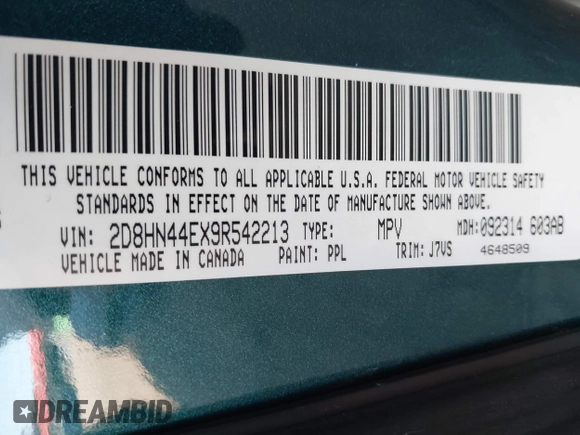 THIS VEHICLE CONFORMS TO ALL APPLICABLE U.S.A. FEDERAL MOTOR VEHICLE SAFETY
STANDARDS IN EFFECT ON THE DATE OF MANUFACTURE SHOWN ABOVE.
VIN: 2D8HN44EX9R542213 TYPE: MPV MDH: 092314 603AB
VEHICLE MADE IN CANADA PAINT: PPL TRIM: J7VS 4648509
DREAMBID